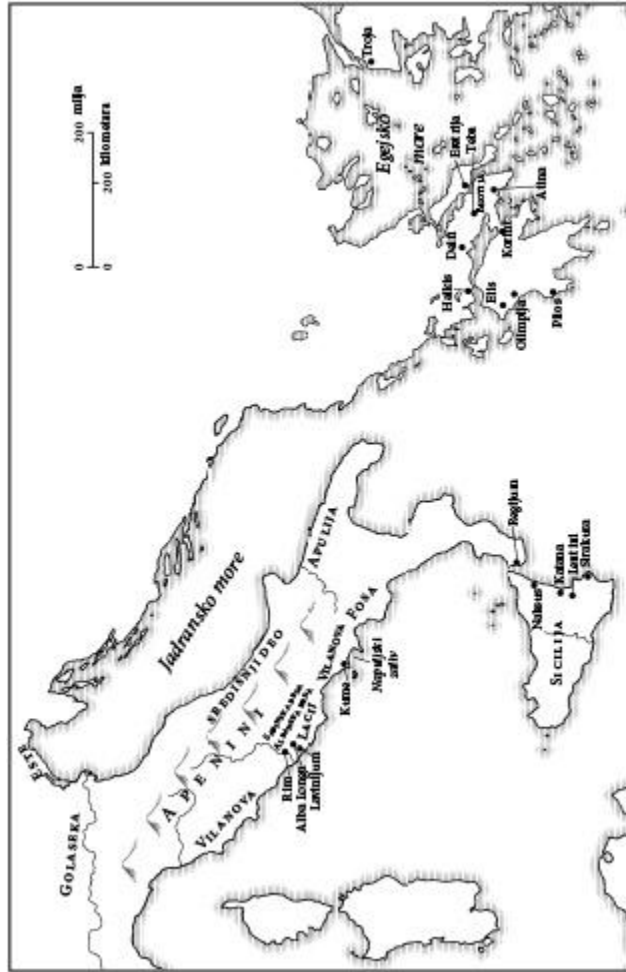 200 milja
200 kilometara
0
0
GOLASEKA
ESTE
Jadransko more
APENINI
SREDIŠNJI DEO
VILANOVA
LACIJ
Rim
Alba Longa
Lavinijum
VILANOVA
FOSA
APULIJA
Kuma
Napuljski
zaliv
Regijum
Naksus
Katana
Leontini
Sirakuza
SICILIJA
Troja
Egejsko
more
Eretrija
Teba
Atina
Delfi
Korint
Halkis
Elis
Olimpija
Pilos